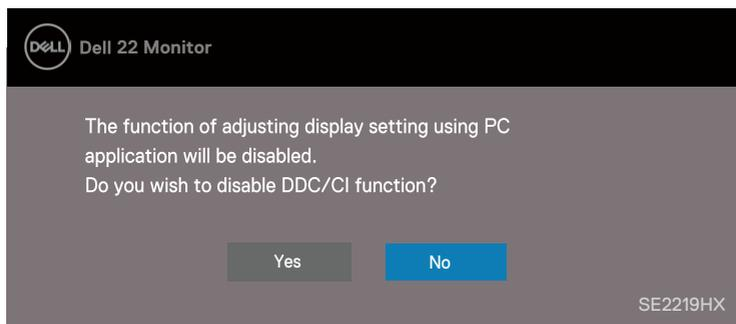 DELL Dell 22 Monitor
The function of adjusting display setting using PC
application will be disabled.
Do you wish to disable DDC/CI function?
Yes No
SE2219HX